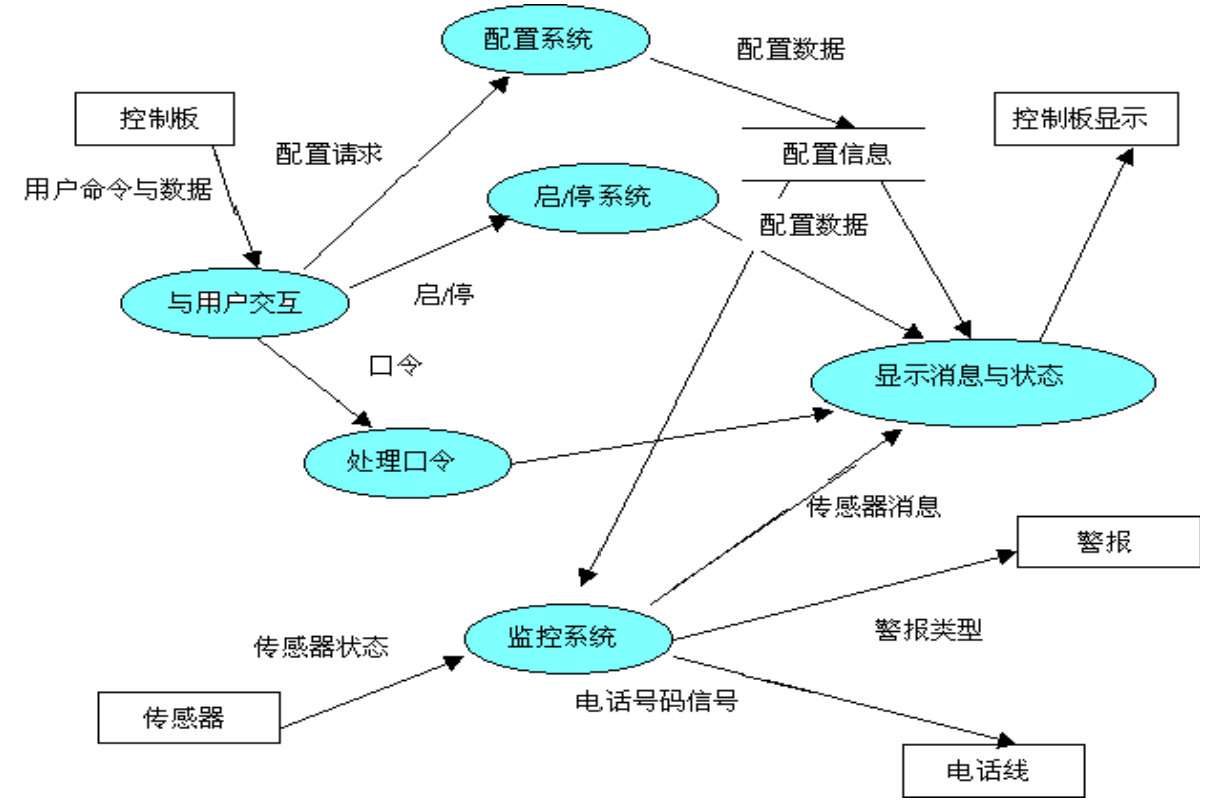 配置系统
配置数据
控制板
控制板显示
配置请求
配置信息
用户命令与数据
启/停系统
配置数据
与用户交互
启/停
口令
显示消息与状态
处理口令
传感器消息
警报
监控系统
警报类型
传感器状态
电话号码信号
传感器
电话线